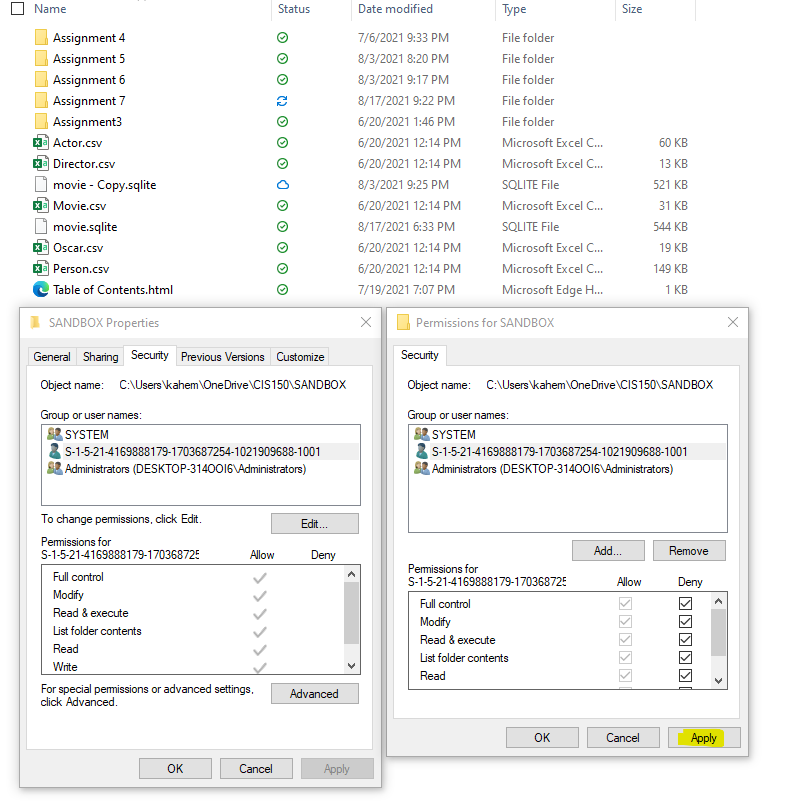 Name Status Date modified Type Size
Assignment 4 7/6/2021 9:33 PM File folder
Assignment 5 8/3/2021 8:20 PM File folder
Assignment 6 8/3/2021 9:17 PM File folder
Assignment 7 8/17/2021 9:22 PM File folder
Assignment3 6/20/2021 1:46 PM File folder
Actor.csv 6/20/2021 12:14 PM Microsoft Excel C... 60 KB
Director.csv 6/20/2021 12:14 PM Microsoft Excel C... 13 KB
movie - Copy.sqlite 8/3/2021 9:25 PM SQLITE File 521 KB
Movie.csv 6/20/2021 12:14 PM Microsoft Excel C... 31 KB
movie.sqlite 8/17/2021 6:33 PM SQLITE File 544 KB
Oscar.csv 6/20/2021 12:14 PM Microsoft Excel C... 19 KB
Person.csv 6/20/2021 12:14 PM Microsoft Excel C... 149 KB
Table of Contents.html 7/19/2021 7:07 PM Microsoft Edge H... 1 KB
SANDBOX Properties
General Sharing Security Previous Versions Customize
Object name: C:\Users\kahem\OneDrive\CIS150\SANDBOX
Group or user names:
SYSTEM
S-1-5-21-4169888179-1703687254-1021909688-1001
Administrators (DESKTOP-314OOI6\Administrators)
To change permissions, click Edit. Edit...
Permissions for
S-1-5-21-4169888179-170368725 Allow Deny
Full control
Modify
Read & execute
List folder contents
Read
Write
For special permissions or advanced settings,
click Advanced. Advanced
OK Cancel Apply
Permissions for SANDBOX
Security
Object name: C:\Users\kahem\OneDrive\CIS150\SANDBOX
Group or user names:
SYSTEM
S-1-5-21-4169888179-1703687254-1021909688-1001
Administrators (DESKTOP-314OOI6\Administrators)
Add... Remove
Permissions for
S-1-5-21-4169888179-170368725 Allow Deny
Full control
Modify
Read & execute
List folder contents
Read
OK Cancel Apply